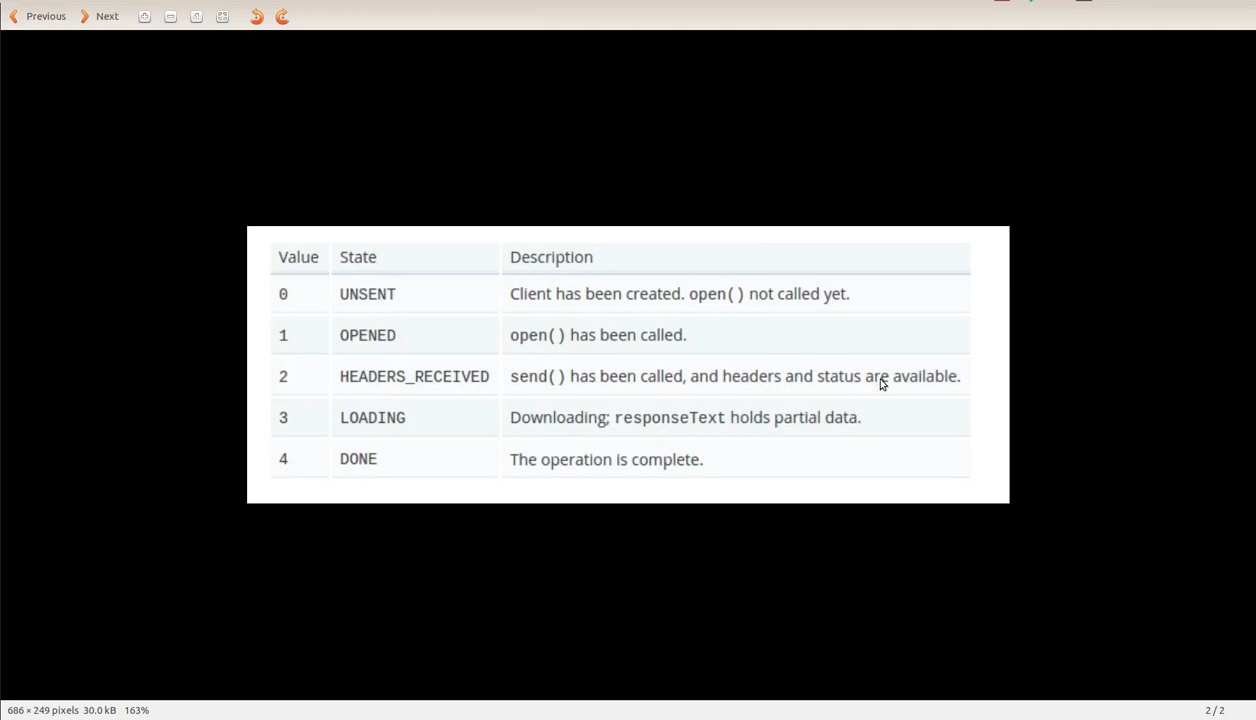 Previous Next
Value State Description
0 UNSENT Client has been created. open() not called yet.
1 OPENED open() has been called.
2 HEADERS_RECEIVED send() has been called, and headers and status are available.
3 LOADING Downloading; responseText holds partial data.
4 DONE The operation is complete.
686 × 249 pixels 30.0 kB 163% 2 / 2